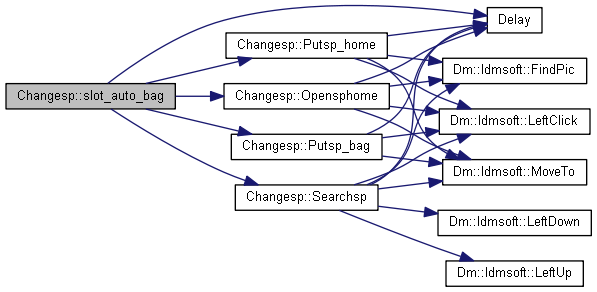 Changesp::slot_auto_bag
Changesp::Putsp_home
Changesp::Opensphome
Changesp::Putsp_bag
Changesp::Searchsp
Delay
Dm::Idmsoft::FindPic
Dm::Idmsoft::LeftClick
Dm::Idmsoft::MoveTo
Dm::Idmsoft::LeftDown
Dm::Idmsoft::LeftUp